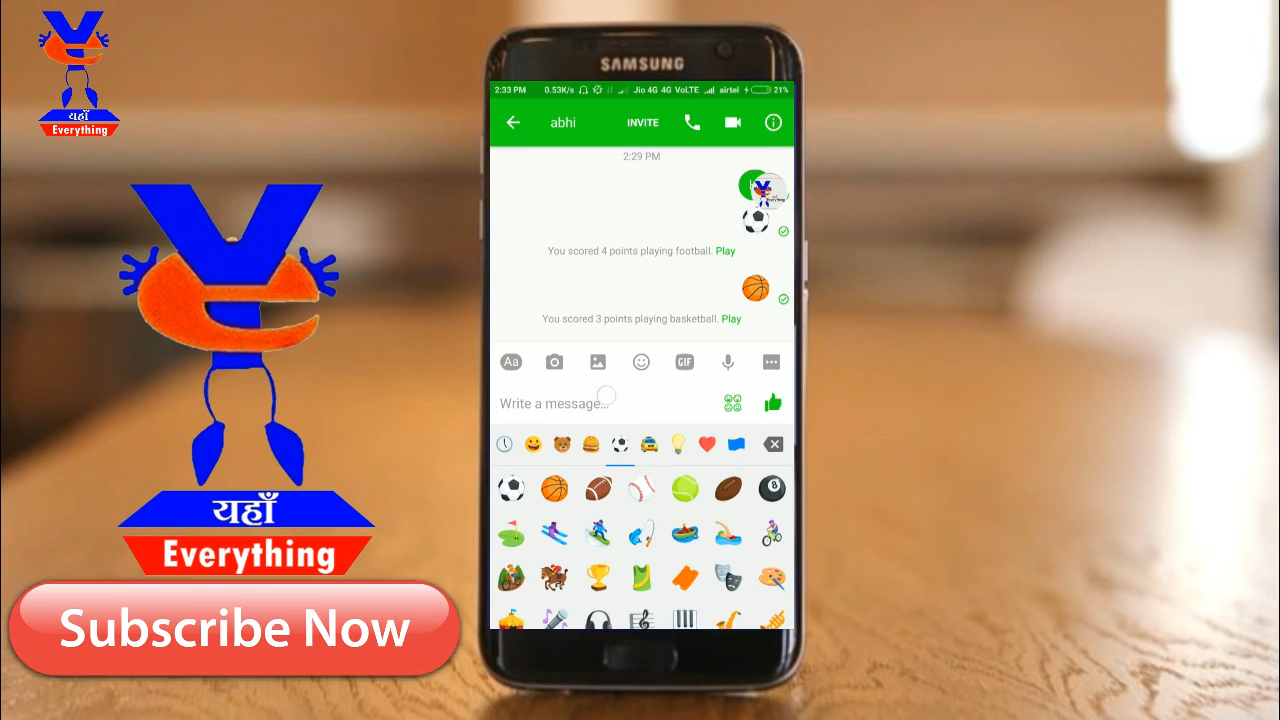 यहाँ
Everything
SAMSUNG
2:33 PM 0.53K/s Jio 4G 4G VoLTE airtel 21%
abhi INVITE
2:29 PM
You scored 4 points playing football. Play
You scored 3 points playing basketball. Play
Aa GIF
Write a message...
8
यहाँ
Everything
Subscribe Now